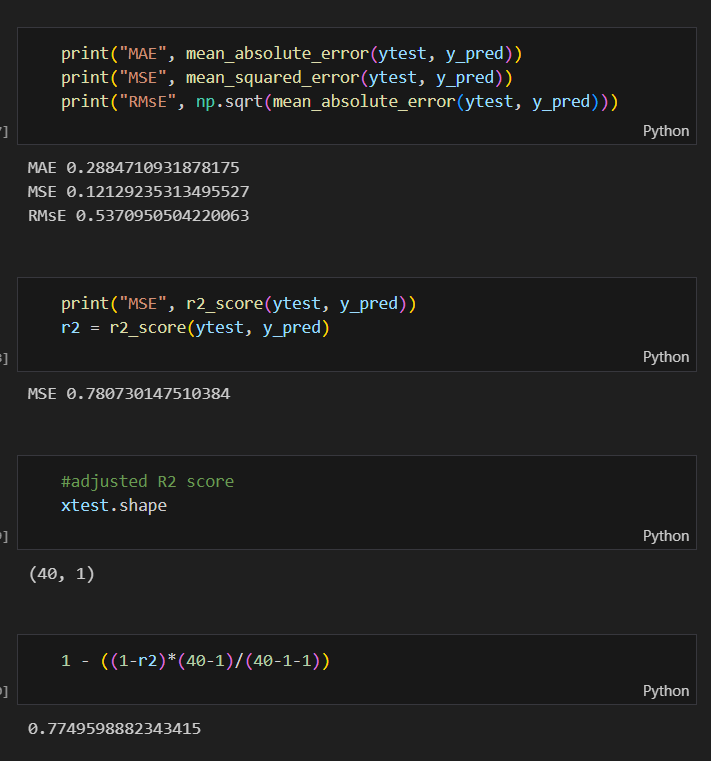 print("MAE", mean_absolute_error(ytest, y_pred))
print("MSE", mean_squared_error(ytest, y_pred))
print("RMsE", np.sqrt(mean_absolute_error(ytest, y_pred)))
]
Python
MAE 0.2884710931878175
MSE 0.12129235313495527
RMsE 0.5370950504220063
print("MSE", r2_score(ytest, y_pred))
r2 = r2_score(ytest, y_pred)
]
Python
MSE 0.780730147510384
#adjusted R2 score
xtest.shape
]
Python
(40, 1)
1 - ((1-r2)*(40-1)/(40-1-1))
]
Python
0.7749598882343415